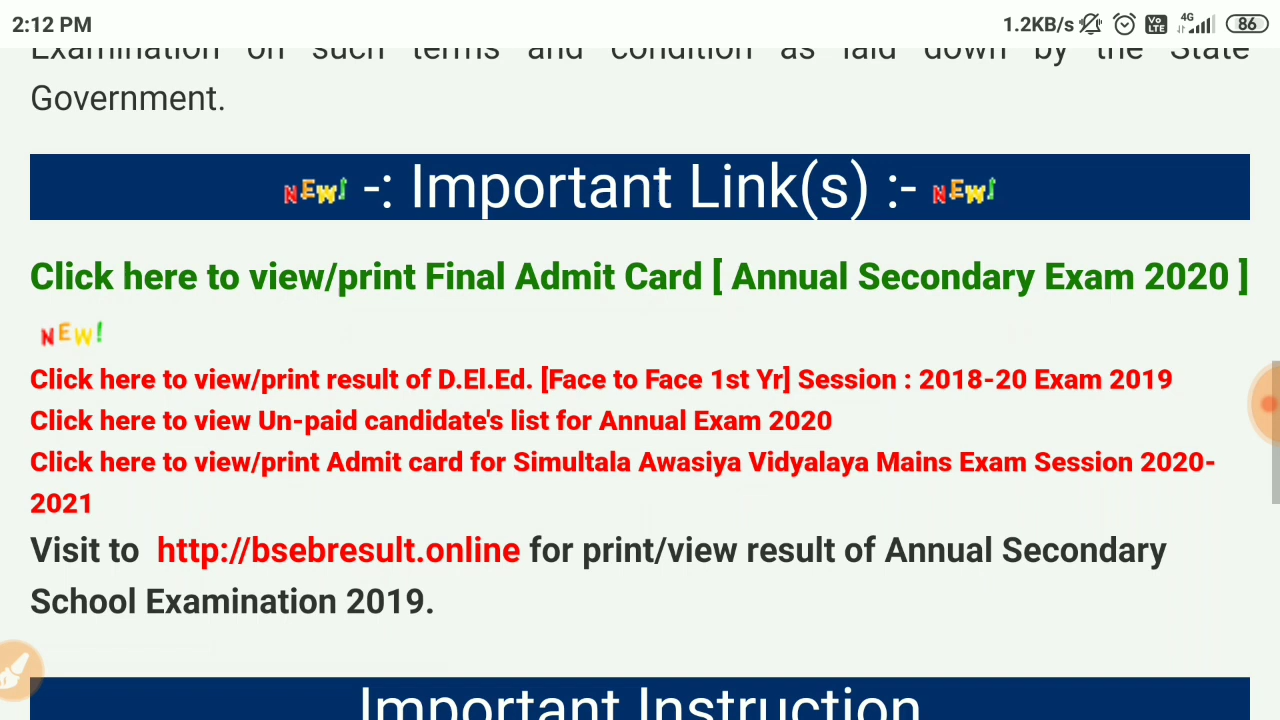 2:12 PM
1.2KB/s
Vo LTE
4G
86
Examination on such terms and condition as laid down by the State
Government.
NEW! -: Important Link(s) :- NEW!
Click here to view/print Final Admit Card [ Annual Secondary Exam 2020 ]
NEW!
Click here to view/print result of D.El.Ed. [Face to Face 1st Yr] Session : 2018-20 Exam 2019
Click here to view Un-paid candidate's list for Annual Exam 2020
Click here to view/print Admit card for Simultala Awasiya Vidyalaya Mains Exam Session 2020-
2021
Visit to http://bsebresult.online for print/view result of Annual Secondary
School Examination 2019.
Important Instruction